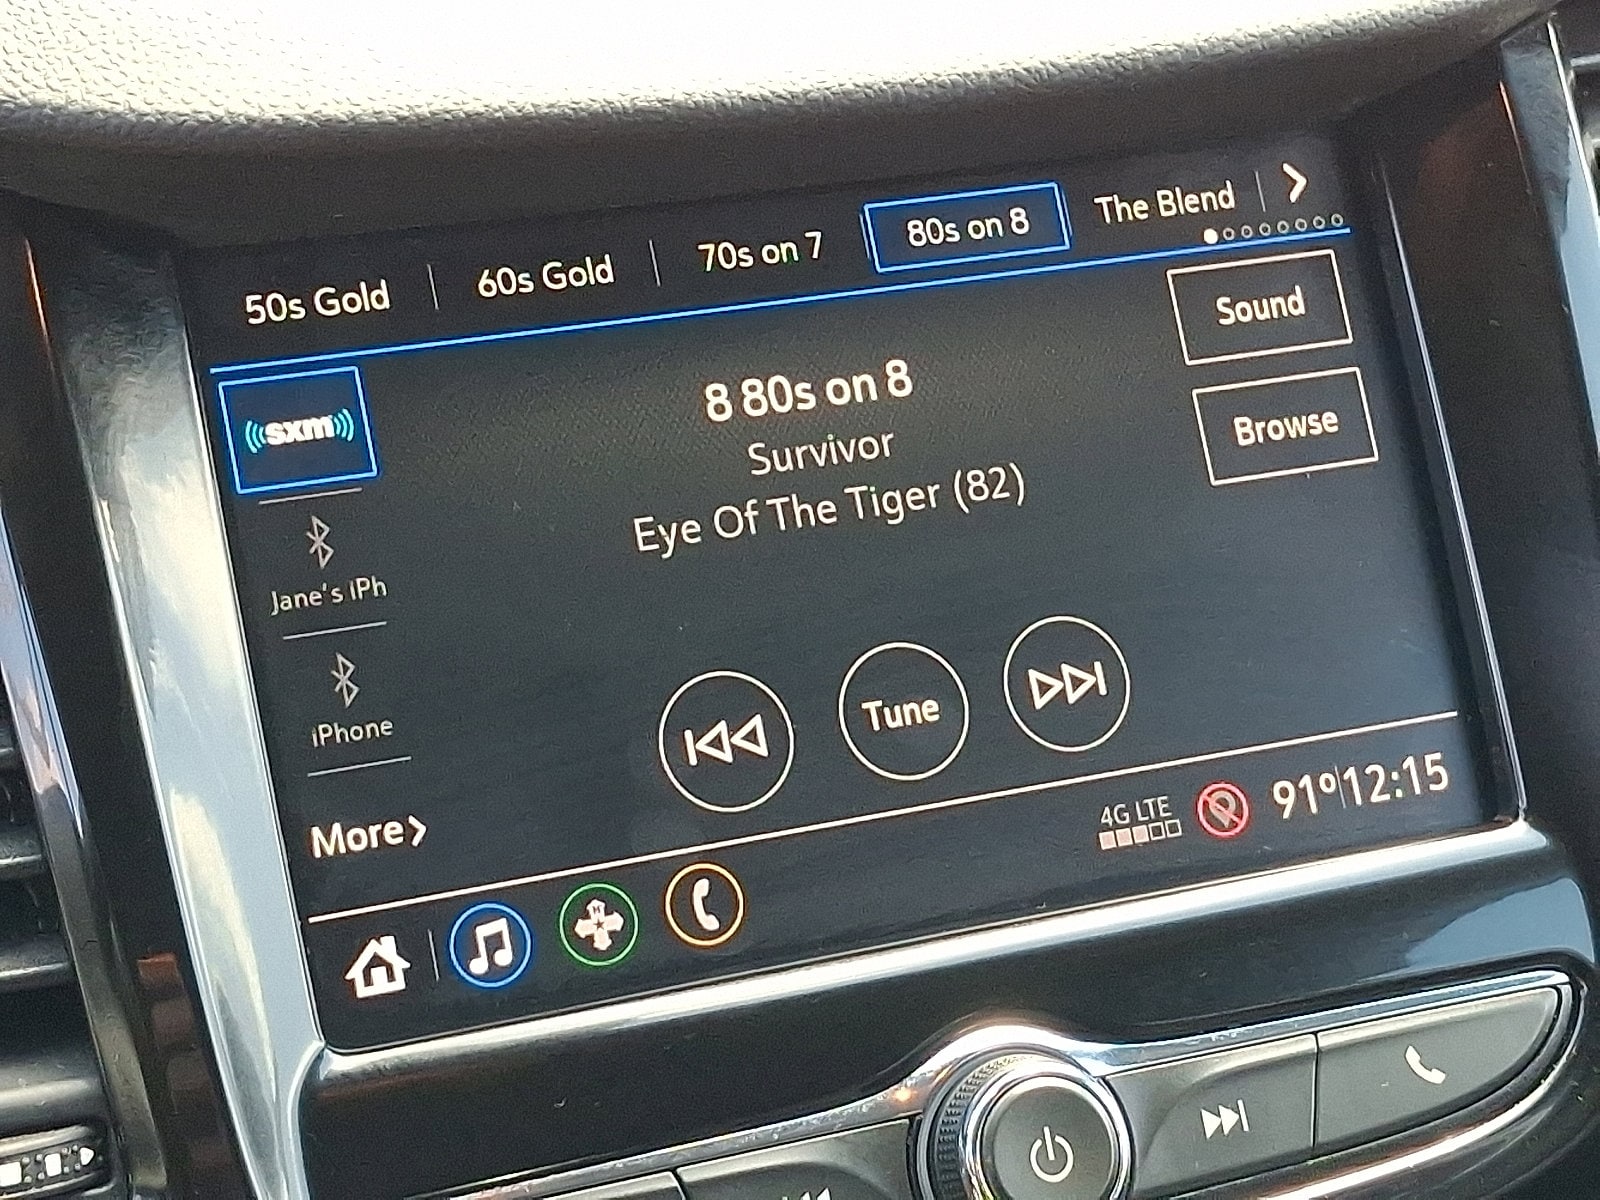 50s Gold
60s Gold
70s on 7
80s on 8
The Blend
sxm
Sound
8 80s on 8
Browse
Survivor
Eye Of The Tiger (82)
Jane's iPh
iPhone
Tune
More
4G LTE
91° 12:15